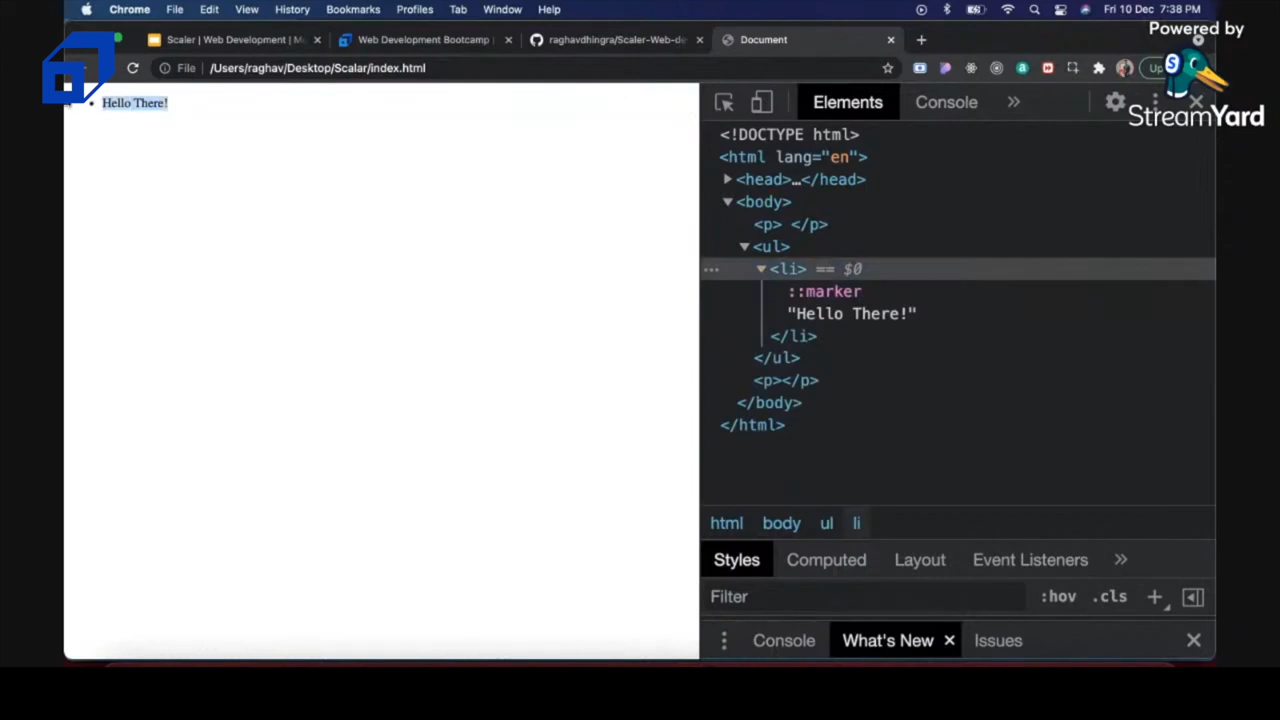 Chrome File Edit View History Bookmarks Profiles Tab Window Help Fri 10 Dec 7:38 PM
Powered by
Scaler | Web Development | Mo Web Development Bootcamp | raghavdhingra/Scaler-Web-de Document
File /Users/raghav/Desktop/Scalar/index.html
S
StreamYard
Hello There!
Elements Console »
<!DOCTYPE html>
<html lang="en">
<head>…</head>
<body>
<p> </p>
<ul>
<li> == $0
::marker
"Hello There!"
</li>
</ul>
<p></p>
</body>
</html>
html body ul li
Styles Computed Layout Event Listeners »
Filter :hov .cls +
Console What's New × Issues